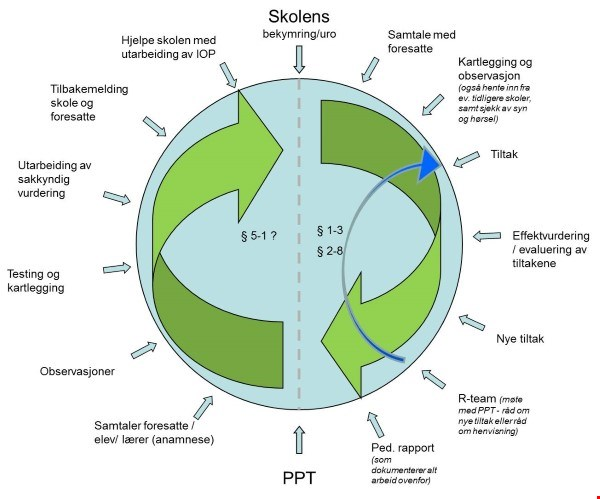 Skolens
bekymring/uro
Samtale med
foresatte
Kartlegging og
observasjon
(også hente inn fra
ev. tidligere skoler,
samt sjekk av syn
og hørsel)
Tiltak
Effektvurdering
/ evaluering av
tiltakene
Nye tiltak
R-team (møte
med PPT - råd om
nye tiltak eller råd
om henvisning)
Ped. rapport
(som
dokumenterer alt
arbeid ovenfor)
PPT
Samtaler foresatte /
elev/ lærer (anamnese)
Observasjoner
Testing og
kartlegging
Utarbeiding av
sakkyndig
vurdering
Tilbakemelding
skole og
foresatte
Hjelpe skolen med
utarbeiding av IOP
§ 5-1 ?
§ 1-3
§ 2-8